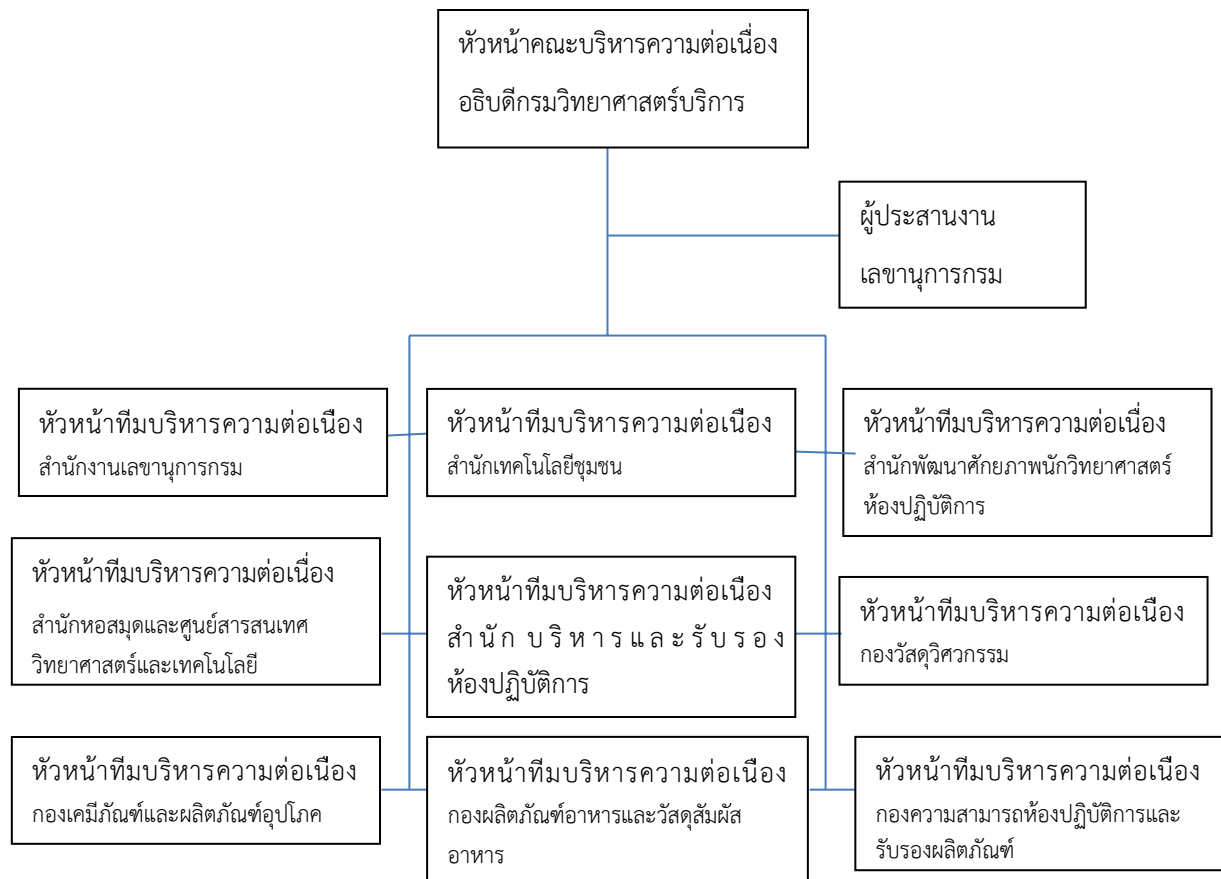 หัวหน้าคณะบริหารความต่อเนื่อง
อธิบดีกรมวิทยาศาสตร์บริการ
ผู้ประสานงาน
เลขานุการกรม
หัวหน้าทีมบริหารความต่อเนื่อง
สำนักงานเลขานุการกรม
หัวหน้าทีมบริหารความต่อเนื่อง
สำนักเทคโนโลยีชุมชน
หัวหน้าทีมบริหารความต่อเนื่อง
สำนักพัฒนาศักยภาพนักวิทยาศาสตร์
ห้องปฏิบัติการ
หัวหน้าทีมบริหารความต่อเนื่อง
สำนักหอสมุดและศูนย์สารสนเทศ
วิทยาศาสตร์และเทคโนโลยี
หัวหน้าทีมบริหารความต่อเนื่อง
สำนัก บริหารและรับรอง
ห้องปฏิบัติการ
หัวหน้าทีมบริหารความต่อเนื่อง
กองวัสดุวิศวกรรม
หัวหน้าทีมบริหารความต่อเนื่อง
กองเคมีภัณฑ์และผลิตภัณฑ์อุปโภค
หัวหน้าทีมบริหารความต่อเนื่อง
กองผลิตภัณฑ์อาหารและวัสดุสัมผัส
อาหาร
หัวหน้าทีมบริหารความต่อเนื่อง
กองความสามารถห้องปฏิบัติการและ
รับรองผลิตภัณฑ์